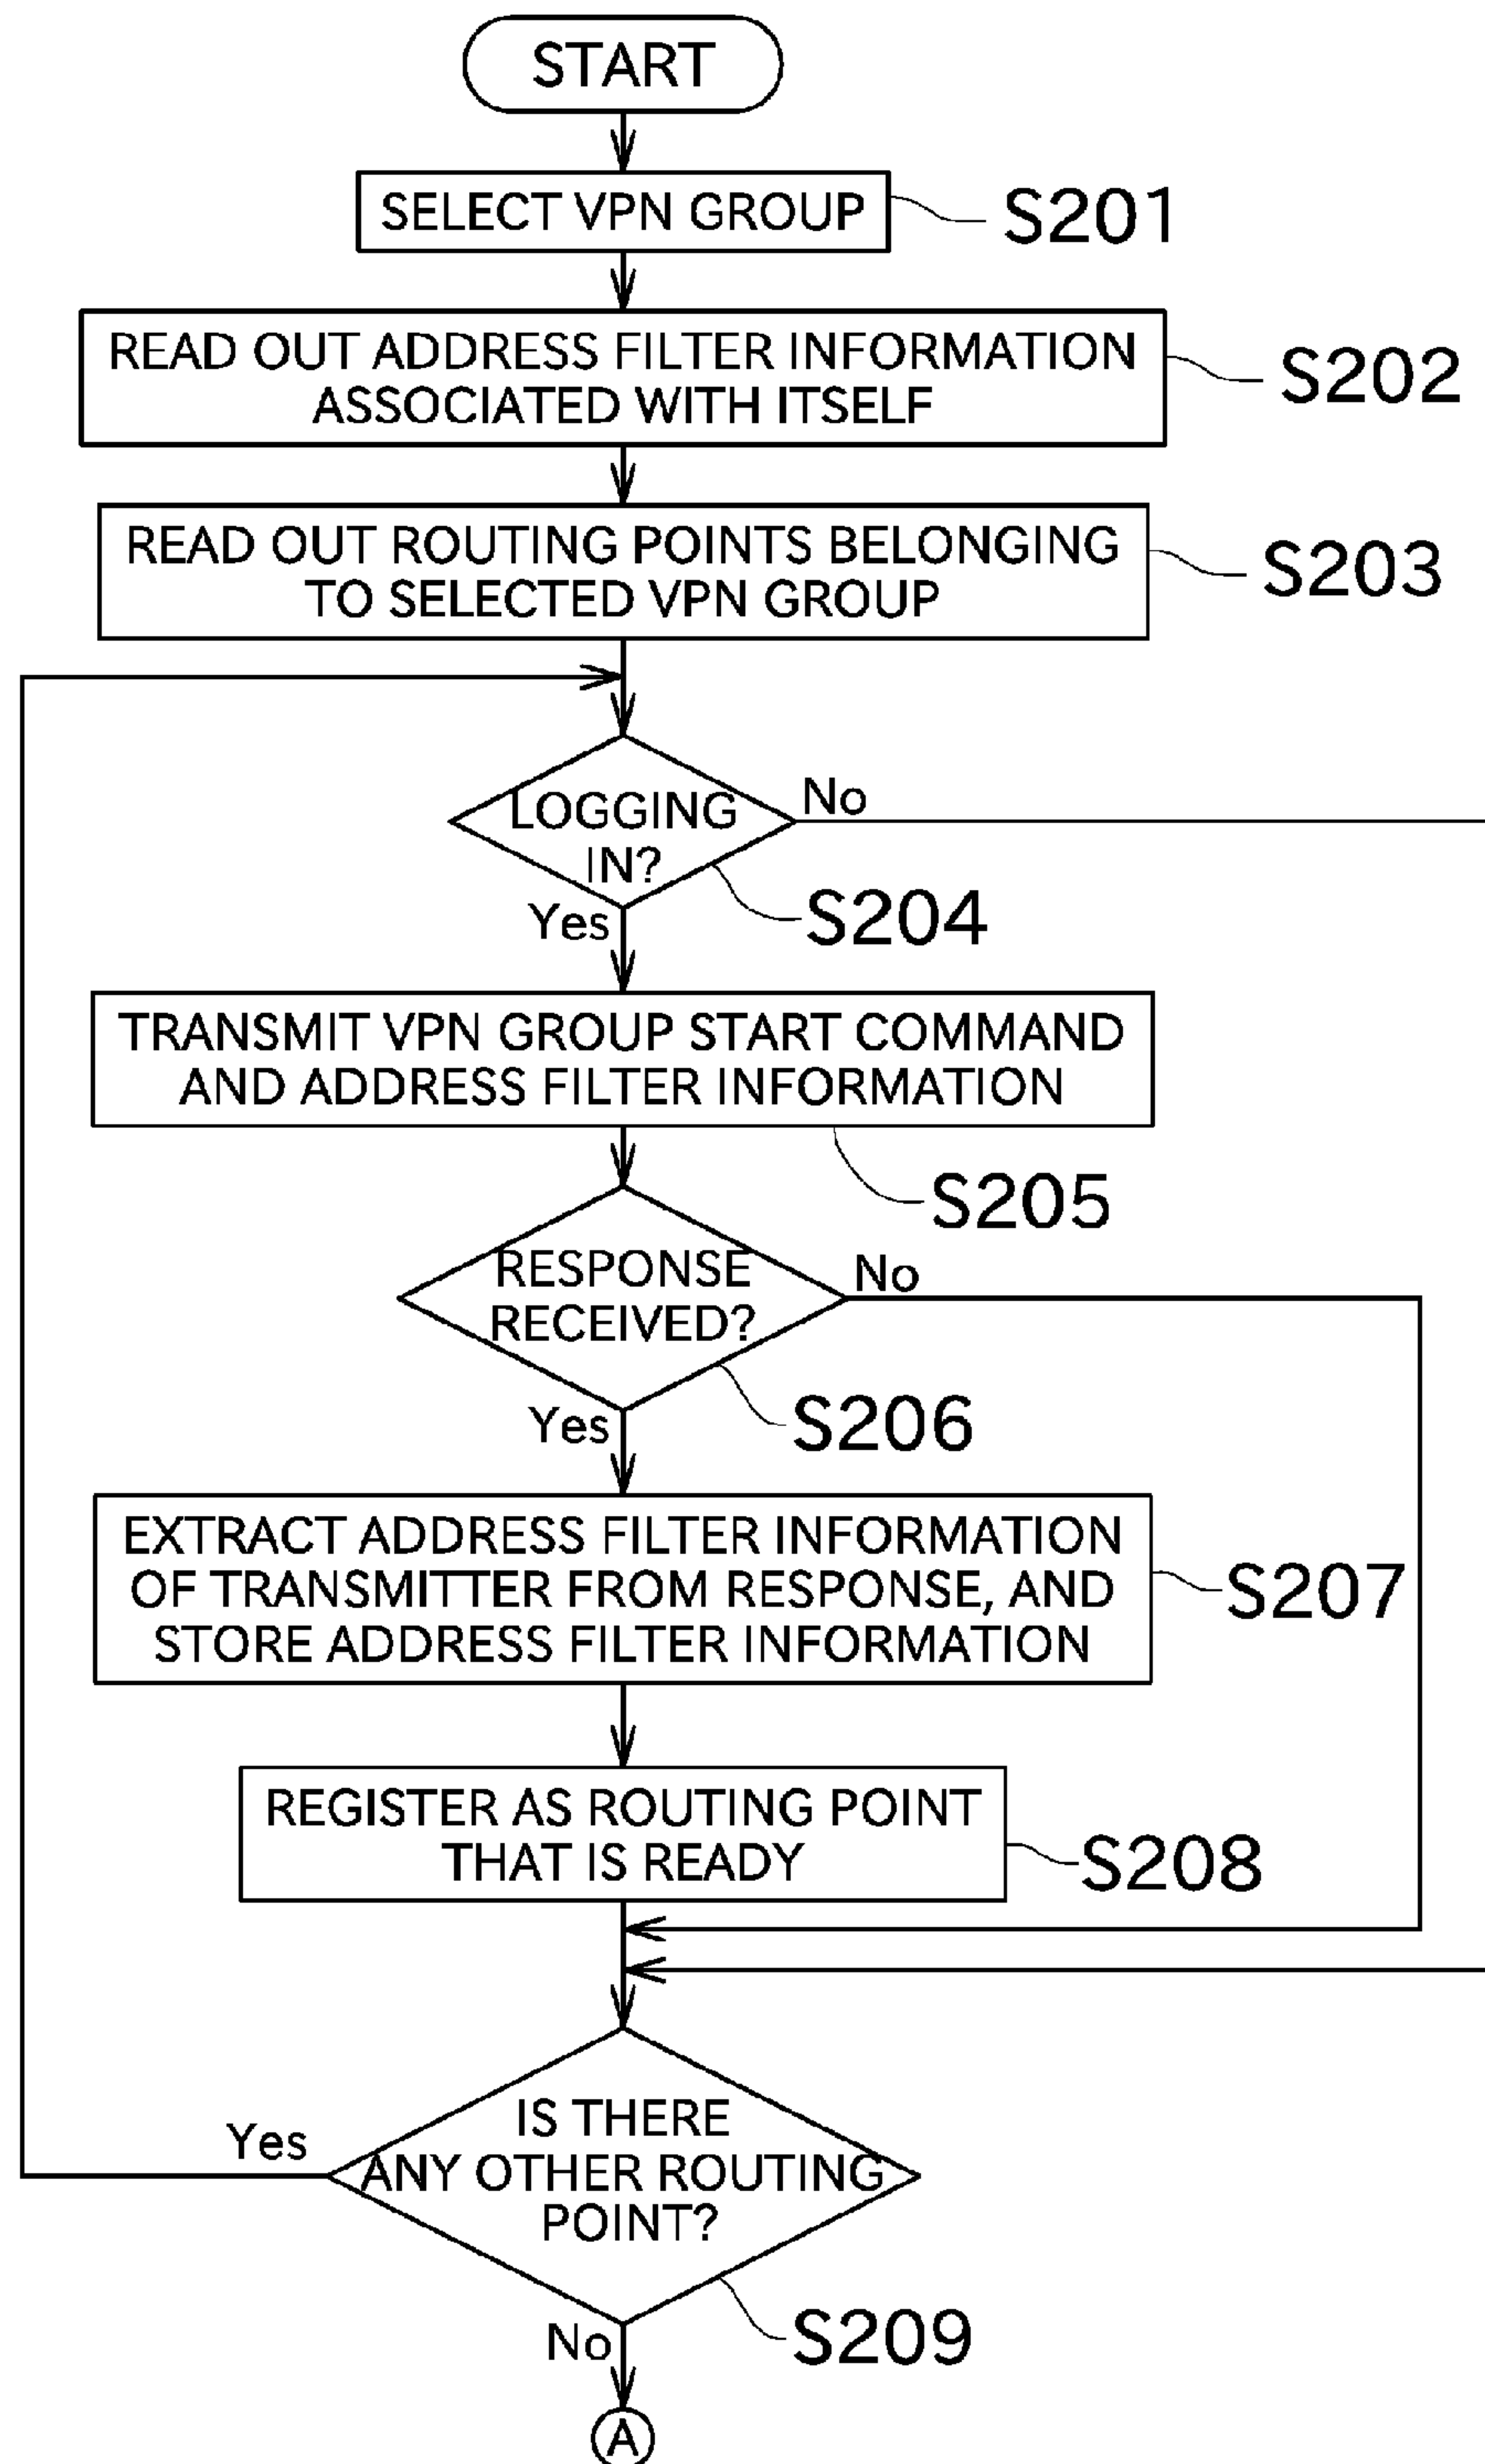 START
SELECT VPN GROUP
S201
READ OUT ADDRESS FILTER INFORMATION
ASSOCIATED WITH ITSELF
S202
READ OUT ROUTING POINTS BELONGING
TO SELECTED VPN GROUP
S203
LOGGING
IN?
No
Yes
S204
TRANSMIT VPN GROUP START COMMAND
AND ADDRESS FILTER INFORMATION
S205
RESPONSE
RECEIVED?
No
Yes
S206
EXTRACT ADDRESS FILTER INFORMATION
OF TRANSMITTER FROM RESPONSE, AND
STORE ADDRESS FILTER INFORMATION
S207
REGISTER AS ROUTING POINT
THAT IS READY
S208
IS THERE
ANY OTHER ROUTING
POINT?
Yes
No
S209
A